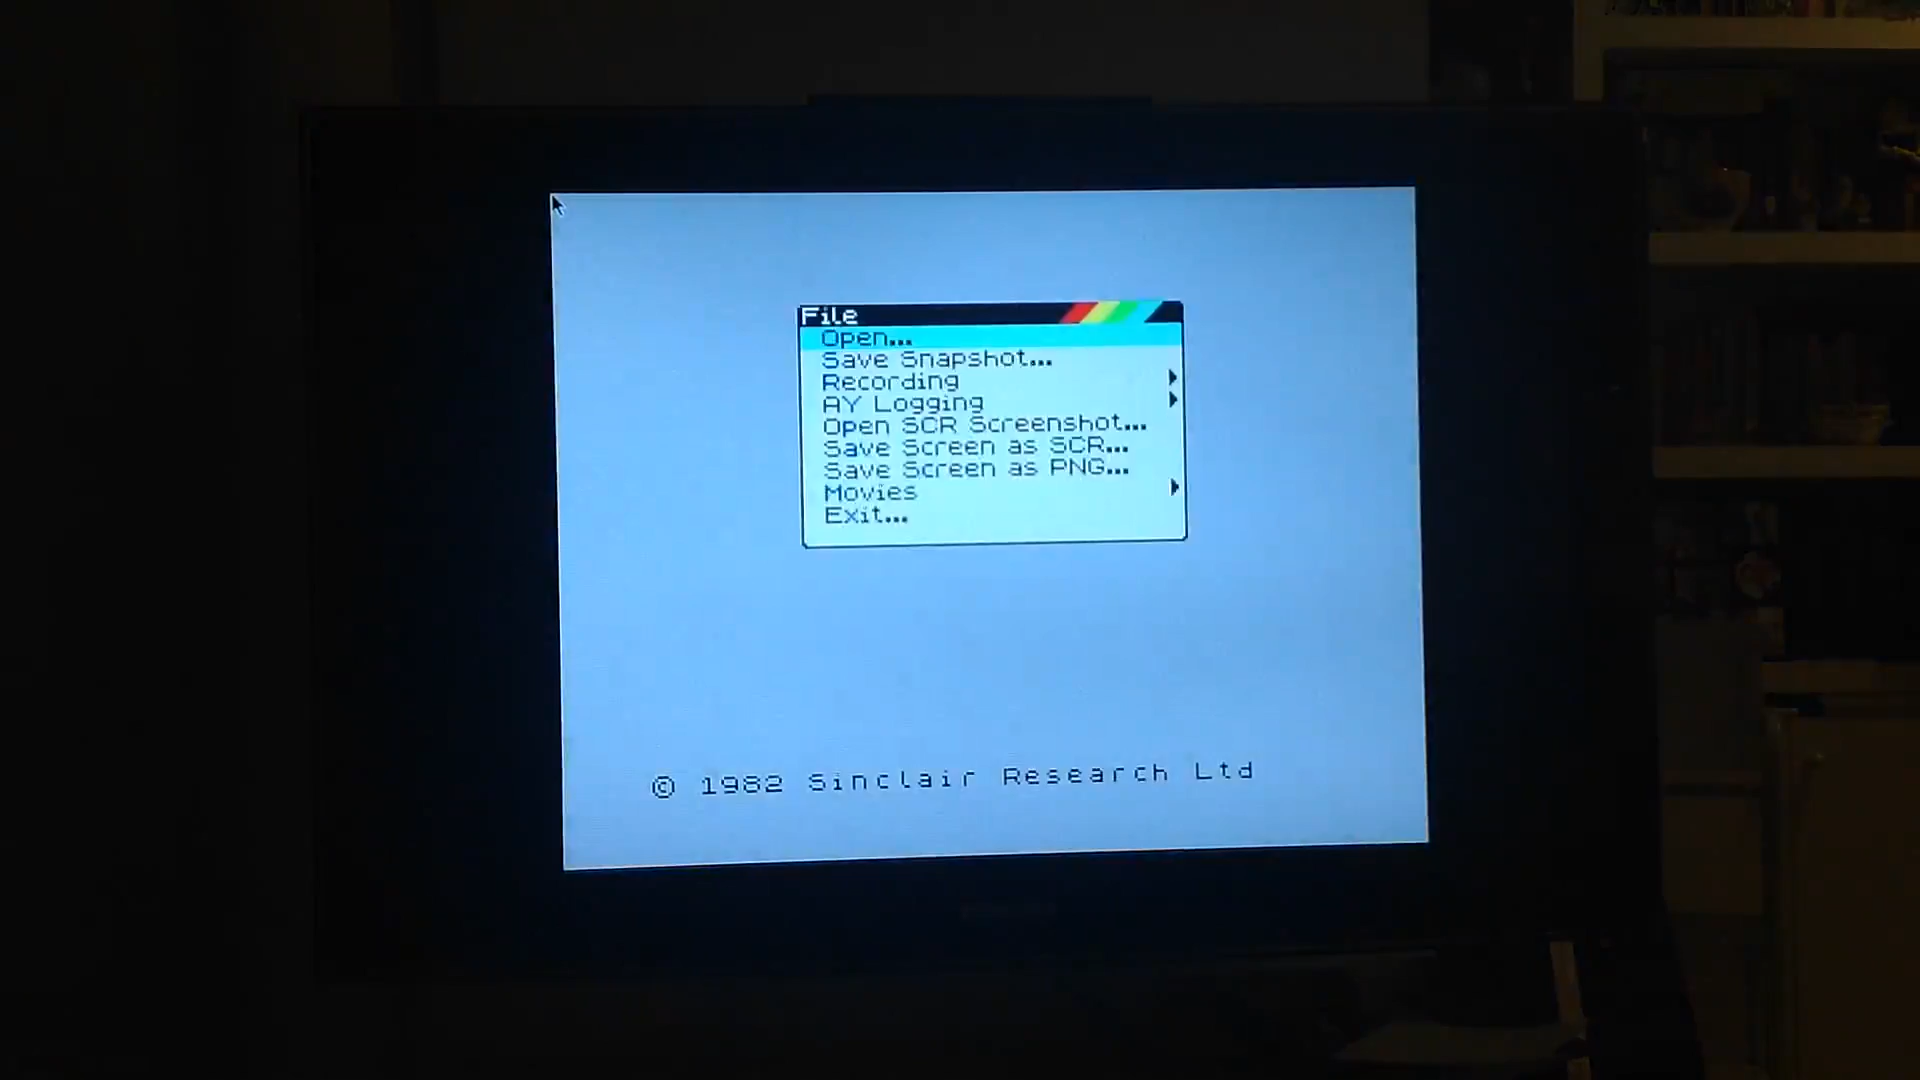 File
Open...
Save Snapshot...
Recording
AY Logging
Open SCR Screenshot...
Save Screen as SCR...
Save Screen as PNG...
Movies
Exit...
© 1982 Sinclair Research Ltd